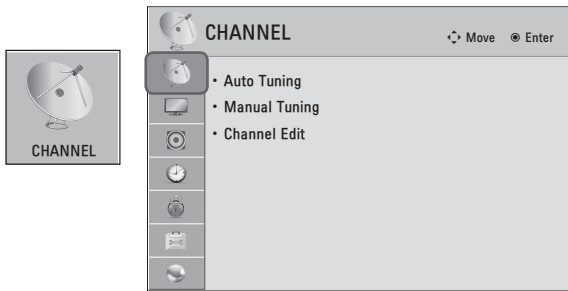 CHANNEL
CHANNEL
Move
Enter
• Auto Tuning
• Manual Tuning
• Channel Edit